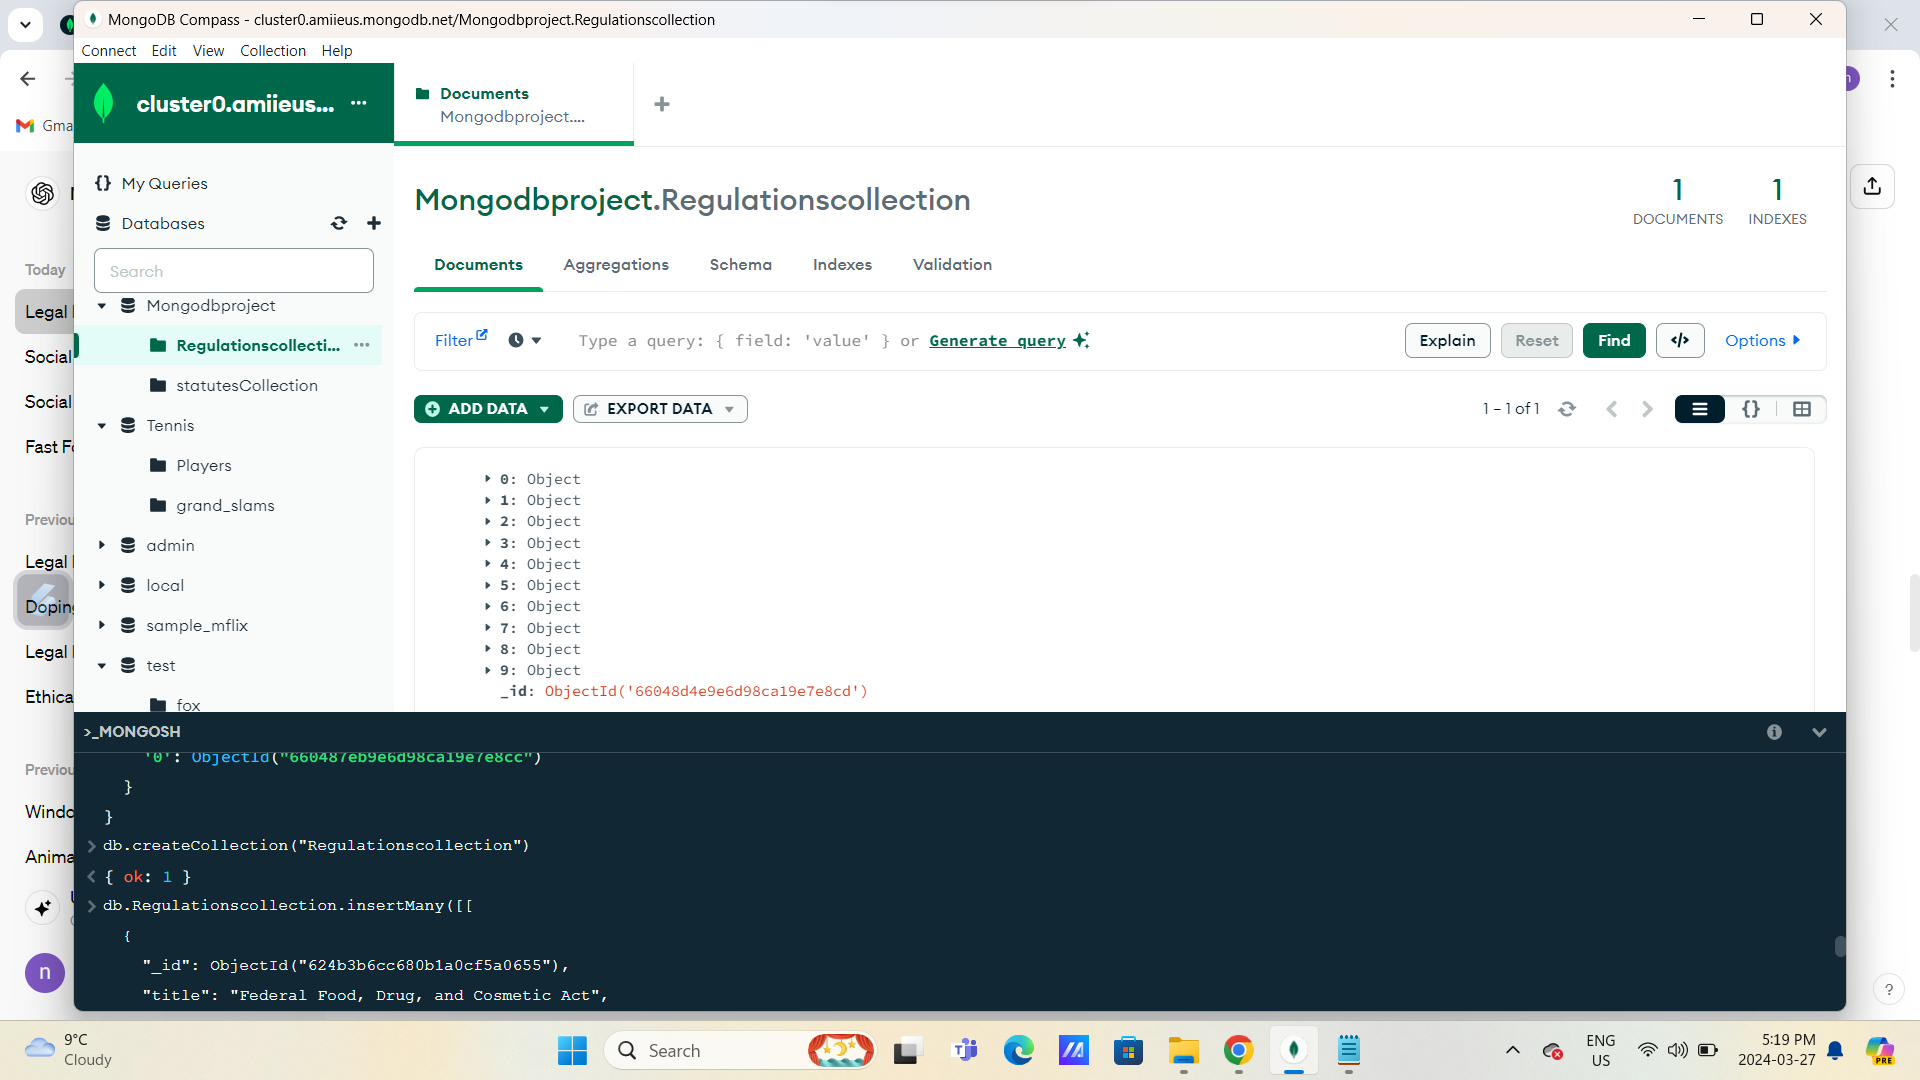 MongoDB Compass - cluster0.amiieus.mongodb.net/Mongodbproject.Regulationscollection
Connect Edit View Collection Help
cluster0.amiieus... ...
Documents
Mongodbproject....
My Queries
Databases
Search
Mongodbproject
Regulationscollecti... ...
statutesCollection
Tennis
Players
grand_slams
admin
local
sample_mflix
test
fox
Mongodbproject.Regulationscollection
1
DOCUMENTS
1
INDEXES
Documents Aggregations Schema Indexes Validation
Filter Type a query: { field: 'value' } or Generate query Explain Reset Find </> Options
ADD DATA EXPORT DATA 1 – 1 of 1 {}
0: Object
1: Object
2: Object
3: Object
4: Object
5: Object
6: Object
7: Object
8: Object
9: Object
_id: ObjectId('66048d4e9e6d98ca19e7e8cd')
>_MONGOSH
'0': ObjectId("660487eb9e6d98ca19e7e8cc")
}
}
db.createCollection("Regulationscollection")
{ ok: 1 }
db.Regulationscollection.insertMany([[
{
"_id": ObjectId("624b3b6cc680b1a0cf5a0655"),
"title": "Federal Food, Drug, and Cosmetic Act",
Gma
Today
Legal
Social
Social
Fast Fo
Previou
Legal
Doping
Legal
Ethica
Previou
Windo
Anima
n
?
9°C
Cloudy
Search
ENG
US
5:19 PM
2024-03-27
PRE